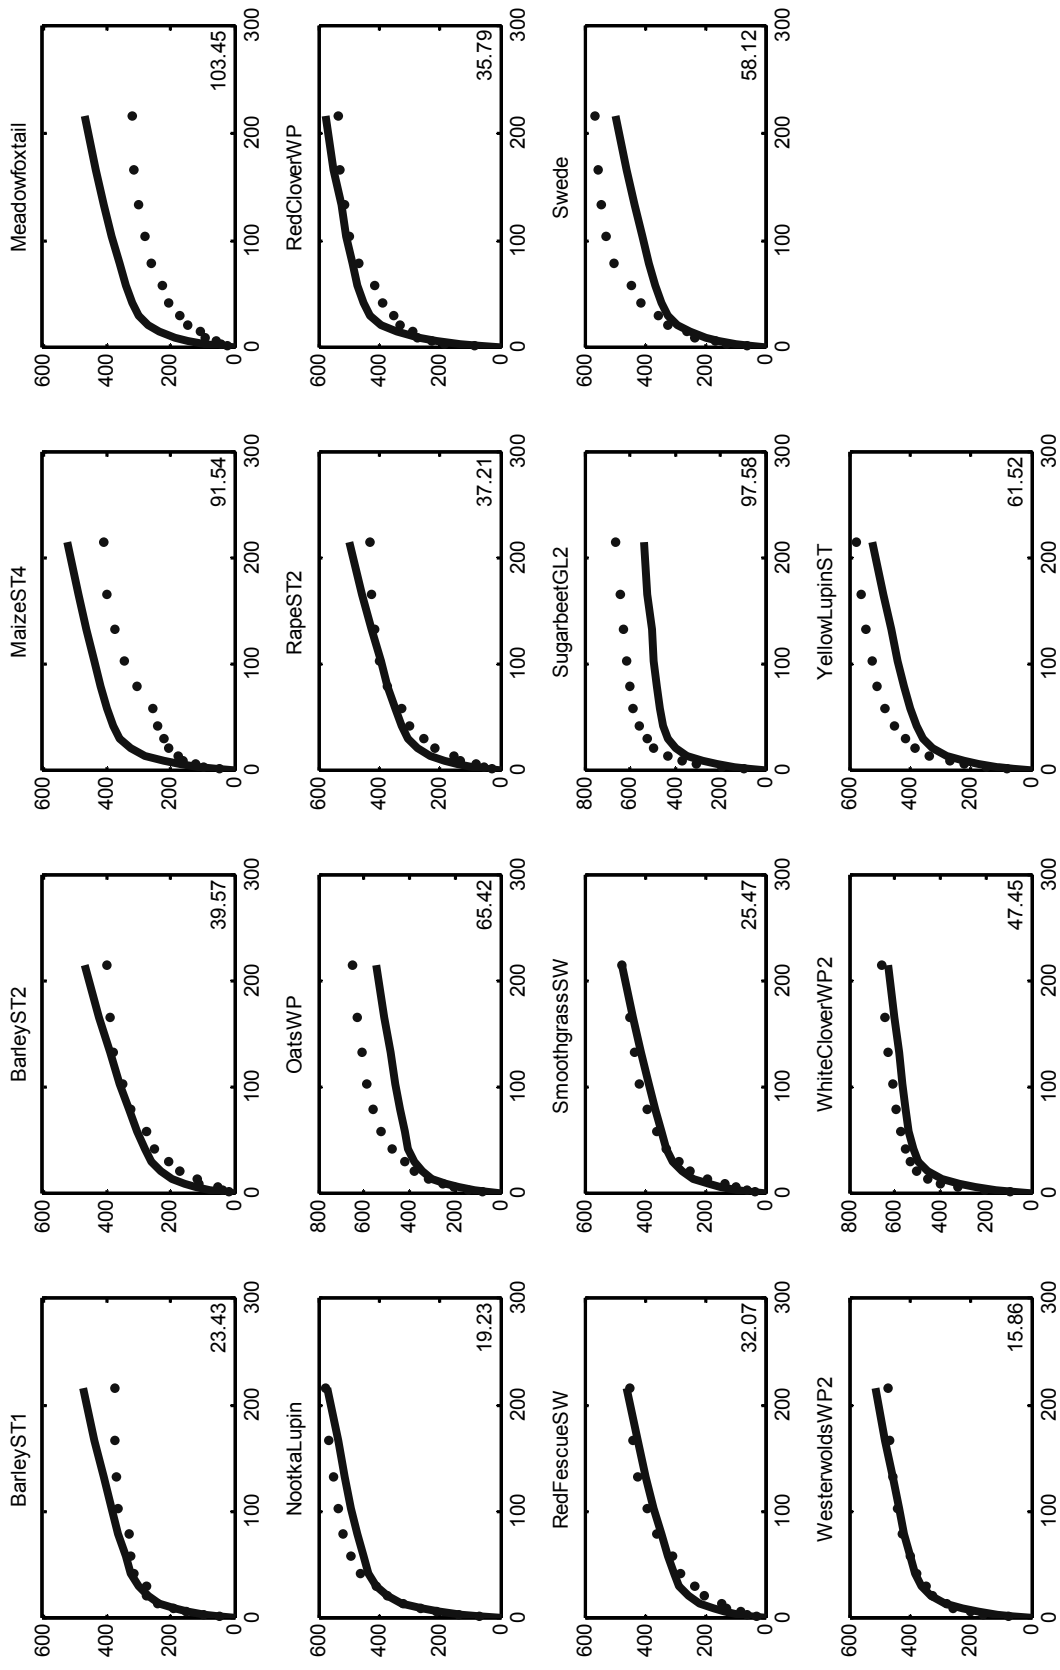 BarleyST1
600
400
200
0
23.43
0 100 200 300
BarleyST2
600
400
200
0
39.57
0 100 200 300
MaizeST4
600
400
200
0
91.54
0 100 200 300
Meadowfoxtail
600
400
200
0
103.45
0 100 200 300
NootkaLupin
600
400
200
0
19.23
0 100 200 300
OatsWP
800
600
400
200
0
65.42
0 100 200 300
RapeST2
600
400
200
0
37.21
0 100 200 300
RedCloverWP
600
400
200
0
35.79
0 100 200 300
RedFescueSW
600
400
200
0
32.07
0 100 200 300
SmoothgrassSW
600
400
200
0
25.47
0 100 200 300
SugarbeetGL2
800
600
400
200
0
97.58
0 100 200 300
Swede
600
400
200
0
58.12
0 100 200 300
WesterwoldsWP2
600
400
200
0
15.86
0 100 200 300
WhiteCloverWP2
800
600
400
200
0
47.45
0 100 200 300
YellowLupinST
600
400
200
0
61.52
0 100 200 300